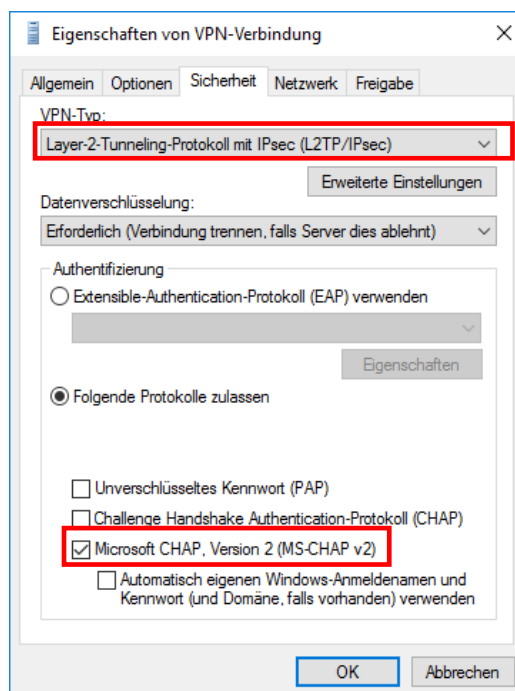 Eigenschaften von VPN-Verbindung
Allgemein Optionen Sicherheit Netzwerk Freigabe
VPN-Typ:
Layer-2-Tunneling-Protokoll mit IPsec (L2TP/IPsec)
Erweiterte Einstellungen
Datenverschlüsselung:
Erforderlich (Verbindung trennen, falls Server dies ablehnt)
Authentifizierung
Extensible-Authentication-Protokoll (EAP) verwenden
Eigenschaften
Folgende Protokolle zulassen
Unverschlüsseltes Kennwort (PAP)
Challenge Handshake Authentication-Protokoll (CHAP)
Microsoft CHAP, Version 2 (MS-CHAP v2)
Automatisch eigenen Windows-Anmeldenamen und
Kennwort (und Domäne, falls vorhanden) verwenden
OK Abbrechen